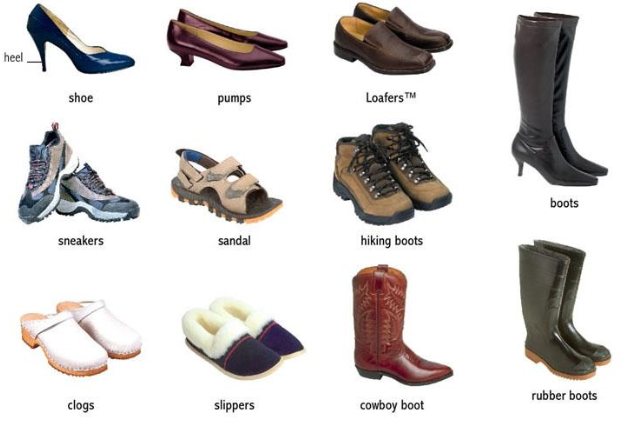 heel
shoe
pumps
Loafers™
boots
sneakers
sandal
hiking boots
clogs
slippers
cowboy boot
rubber boots